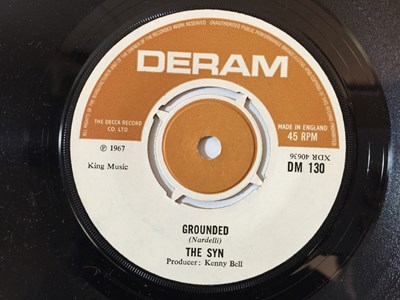 DERAM
THE DECCA RECORD
CO. LTD
MADE IN ENGLAND
45 RPM
℗ 1967
King Music
XDR 40636
DM 130
GROUNDED
(Nardelli)
THE SYN
Producer: Kenny Bell